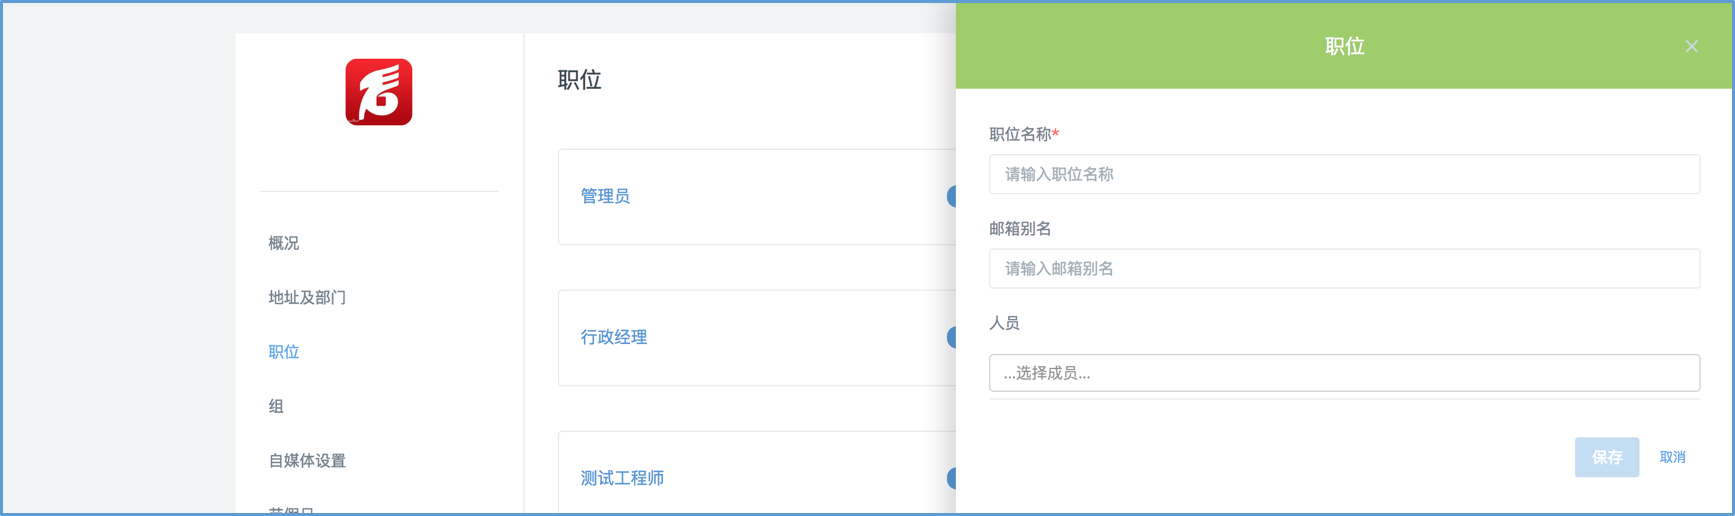 职位
概况
地址及部门
职位
组
自媒体设置
管理员
行政经理
测试工程师
职位
职位名称*
请输入职位名称
邮箱别名
请输入邮箱别名
人员
...选择成员...
保存
取消